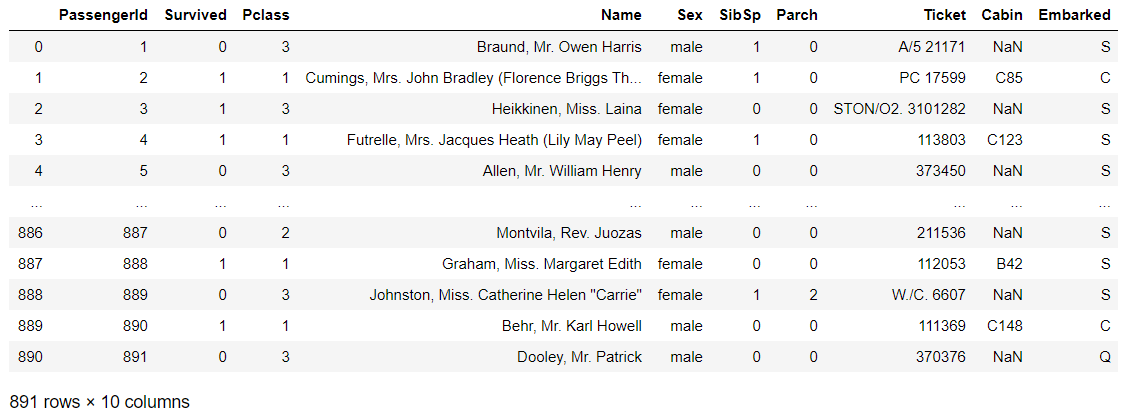 PassengerId Survived Pclass Name Sex SibSp Parch Ticket Cabin Embarked
0 1 0 3 Braund, Mr. Owen Harris male 1 0 A/5 21171 NaN S
1 2 1 1 Cumings, Mrs. John Bradley (Florence Briggs Th... female 1 0 PC 17599 C85 C
2 3 1 3 Heikkinen, Miss. Laina female 0 0 STON/O2. 3101282 NaN S
3 4 1 1 Futrelle, Mrs. Jacques Heath (Lily May Peel) female 1 0 113803 C123 S
4 5 0 3 Allen, Mr. William Henry male 0 0 373450 NaN S
... ... ... ... ... ... ... ... ... ... ...
886 887 0 2 Montvila, Rev. Juozas male 0 0 211536 NaN S
887 888 1 1 Graham, Miss. Margaret Edith female 0 0 112053 B42 S
888 889 0 3 Johnston, Miss. Catherine Helen "Carrie" female 1 2 W./C. 6607 NaN S
889 890 1 1 Behr, Mr. Karl Howell male 0 0 111369 C148 C
890 891 0 3 Dooley, Mr. Patrick male 0 0 370376 NaN Q
891 rows × 10 columns